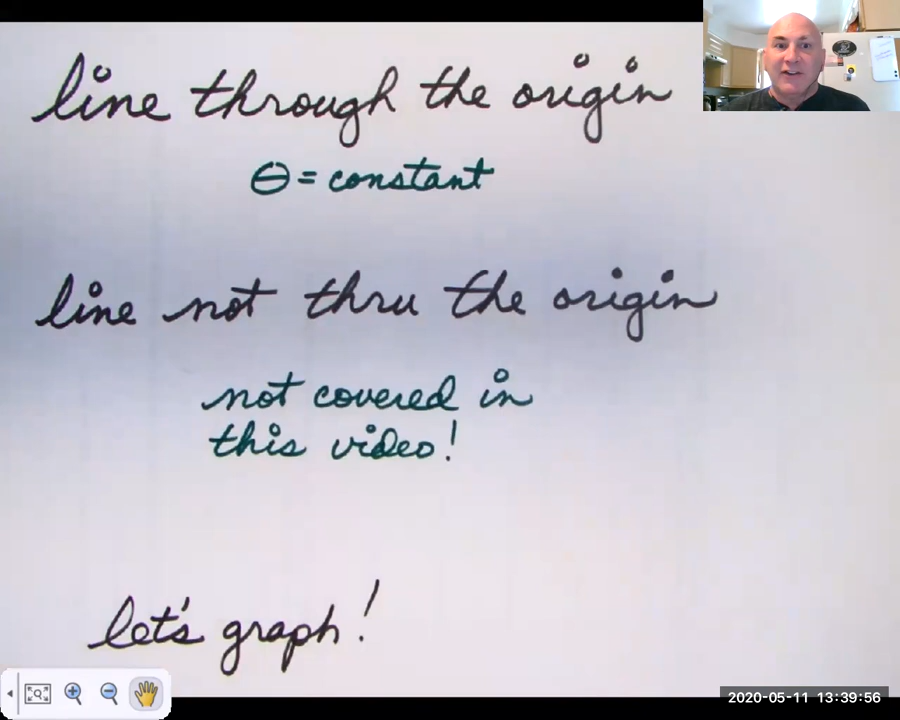 line through the origin
θ = constant
line not thru the origin
not covered in
this video!
let's graph!
2020-05-11 13:39:56